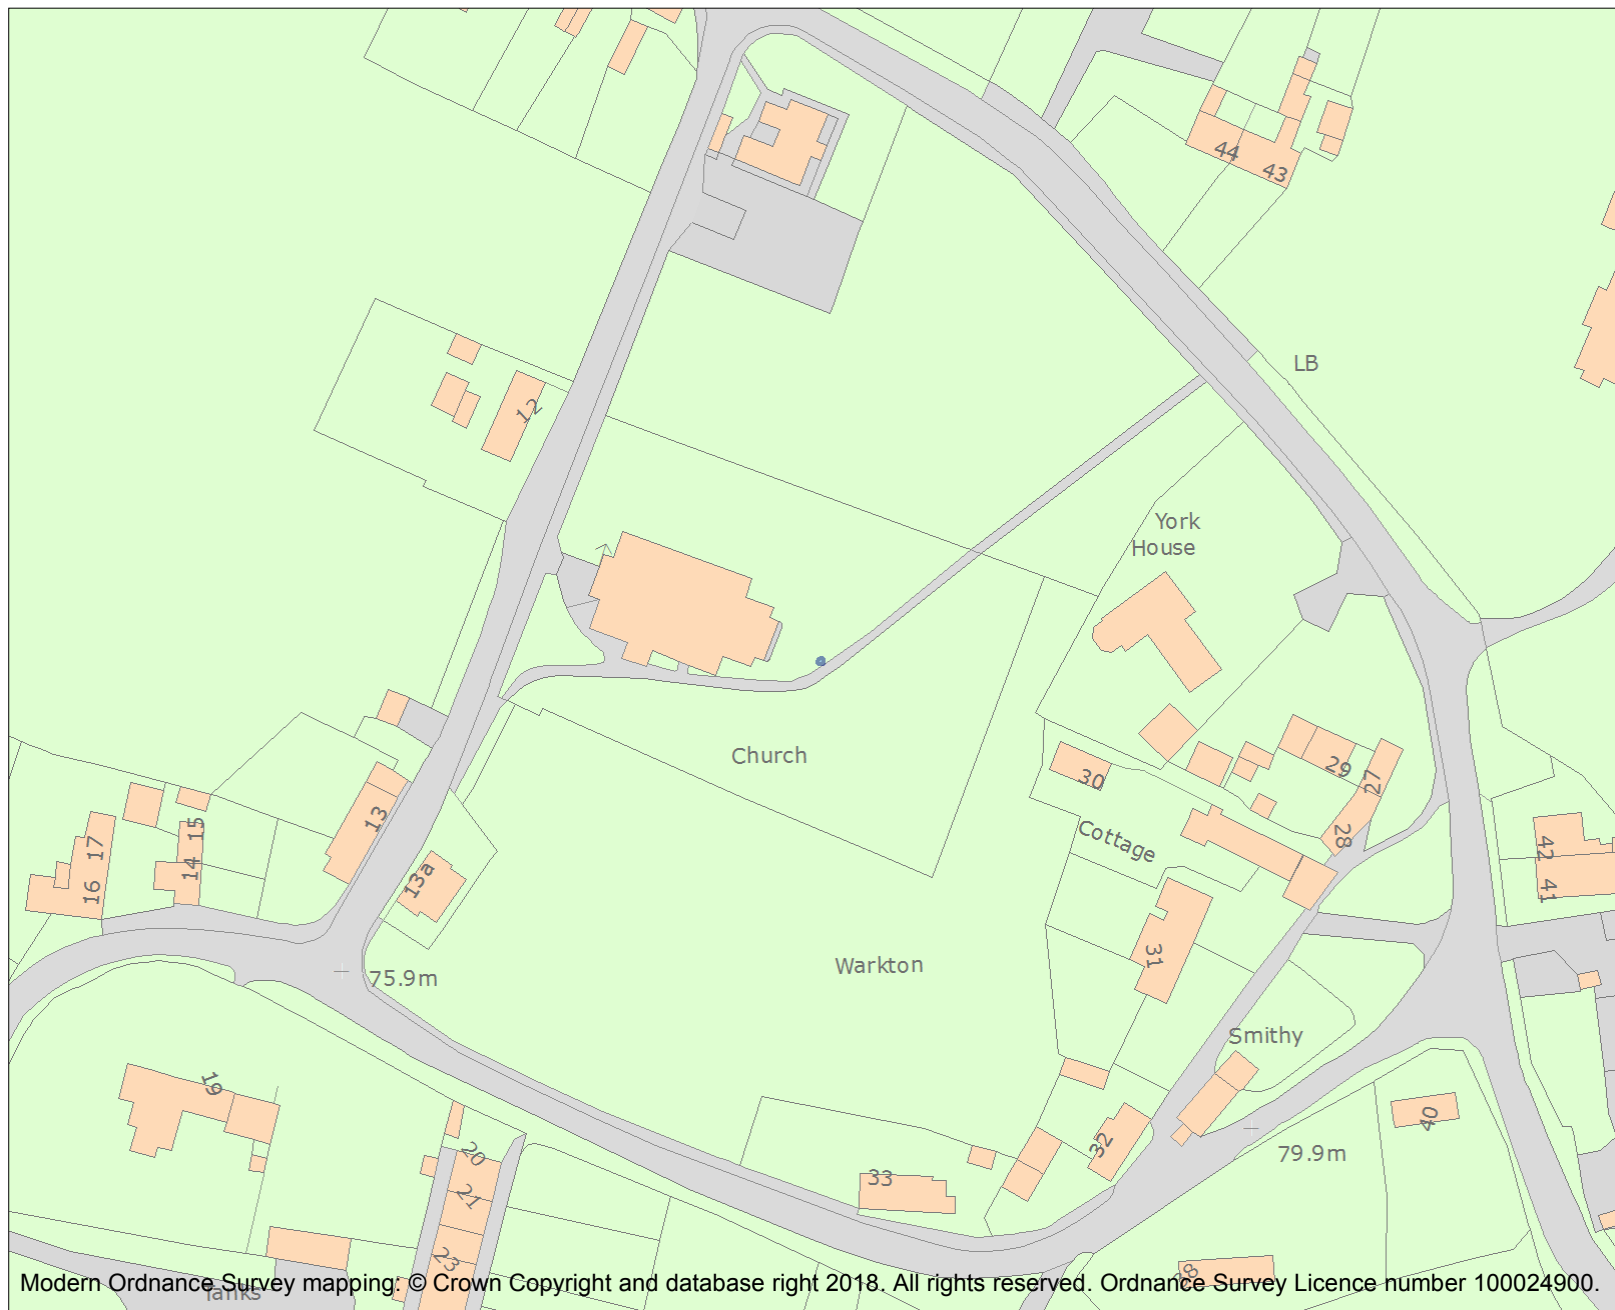 44
43
LB
12
York
House
Church
30
29
27
28
Cottage
13
15
17
14
16
13a
42
41
31
Warkton
75.9m
Smithy
19
40
20
32
79.9m
33
21
23
Tanks
Modern Ordnance Survey mapping: © Crown Copyright and database right 2018. All rights reserved. Ordnance Survey Licence number 100024900.